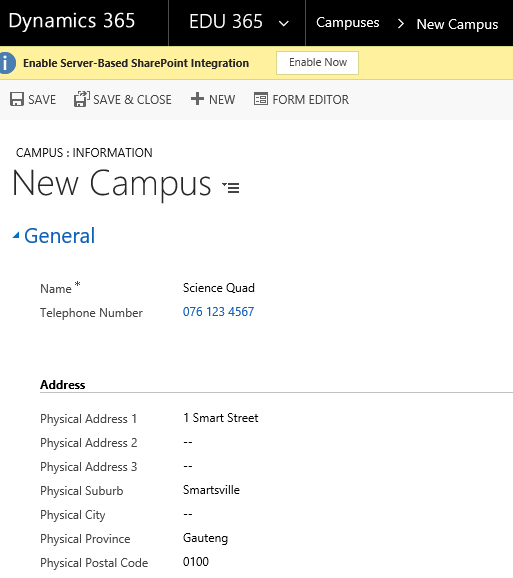 Dynamics 365 EDU 365 Campuses > New Campus
i Enable Server-Based SharePoint Integration Enable Now
SAVE SAVE & CLOSE + NEW FORM EDITOR
CAMPUS : INFORMATION
New Campus
General
Name * Science Quad
Telephone Number 076 123 4567
Address
Physical Address 1 1 Smart Street
Physical Address 2 --
Physical Address 3 --
Physical Suburb Smartsville
Physical City --
Physical Province Gauteng
Physical Postal Code 0100